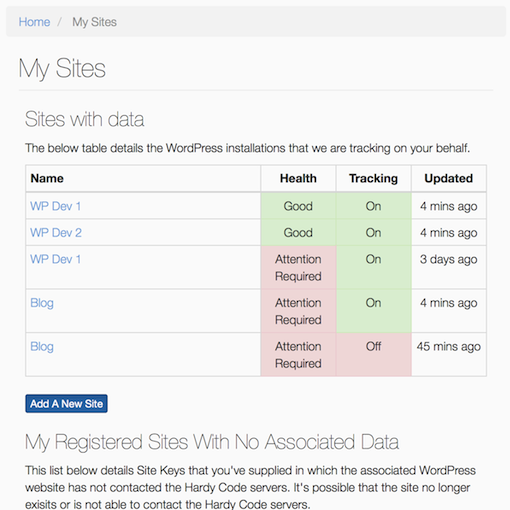 Home / My Sites
My Sites
Sites with data
The below table details the WordPress installations that we are tracking on your behalf.
Name Health Tracking Updated
WP Dev 1 Good On 4 mins ago
WP Dev 2 Good On 4 mins ago
WP Dev 1 Attention Required On 3 days ago
Blog Attention Required On 4 mins ago
Blog Attention Required Off 45 mins ago
Add A New Site
My Registered Sites With No Associated Data
This list below details Site Keys that you've supplied in which the associated WordPress
website has not contacted the Hardy Code servers. It's possible that the site no longer
exisits or is not able to contact the Hardy Code servers.